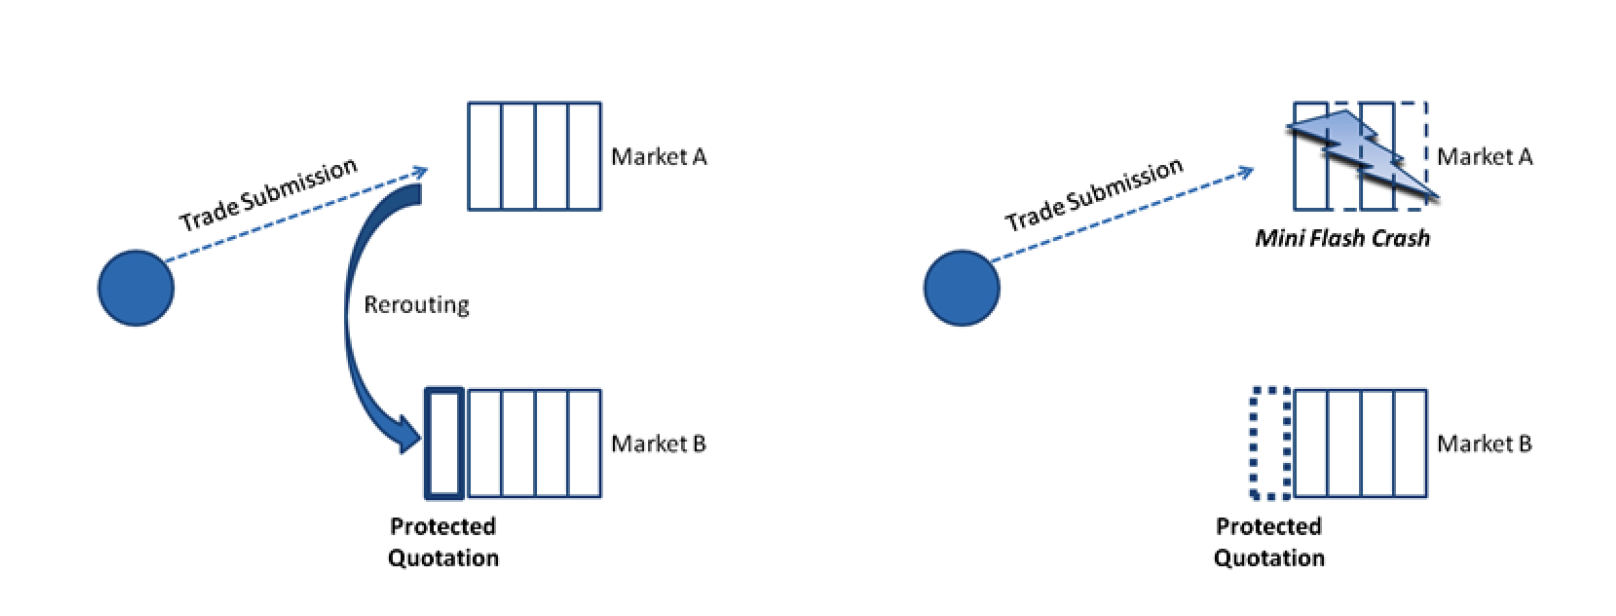 Trade Submission
Market A
Rerouting
Market B
Protected
Quotation
Trade Submission
Market A
Mini Flash Crash
Market B
Protected
Quotation